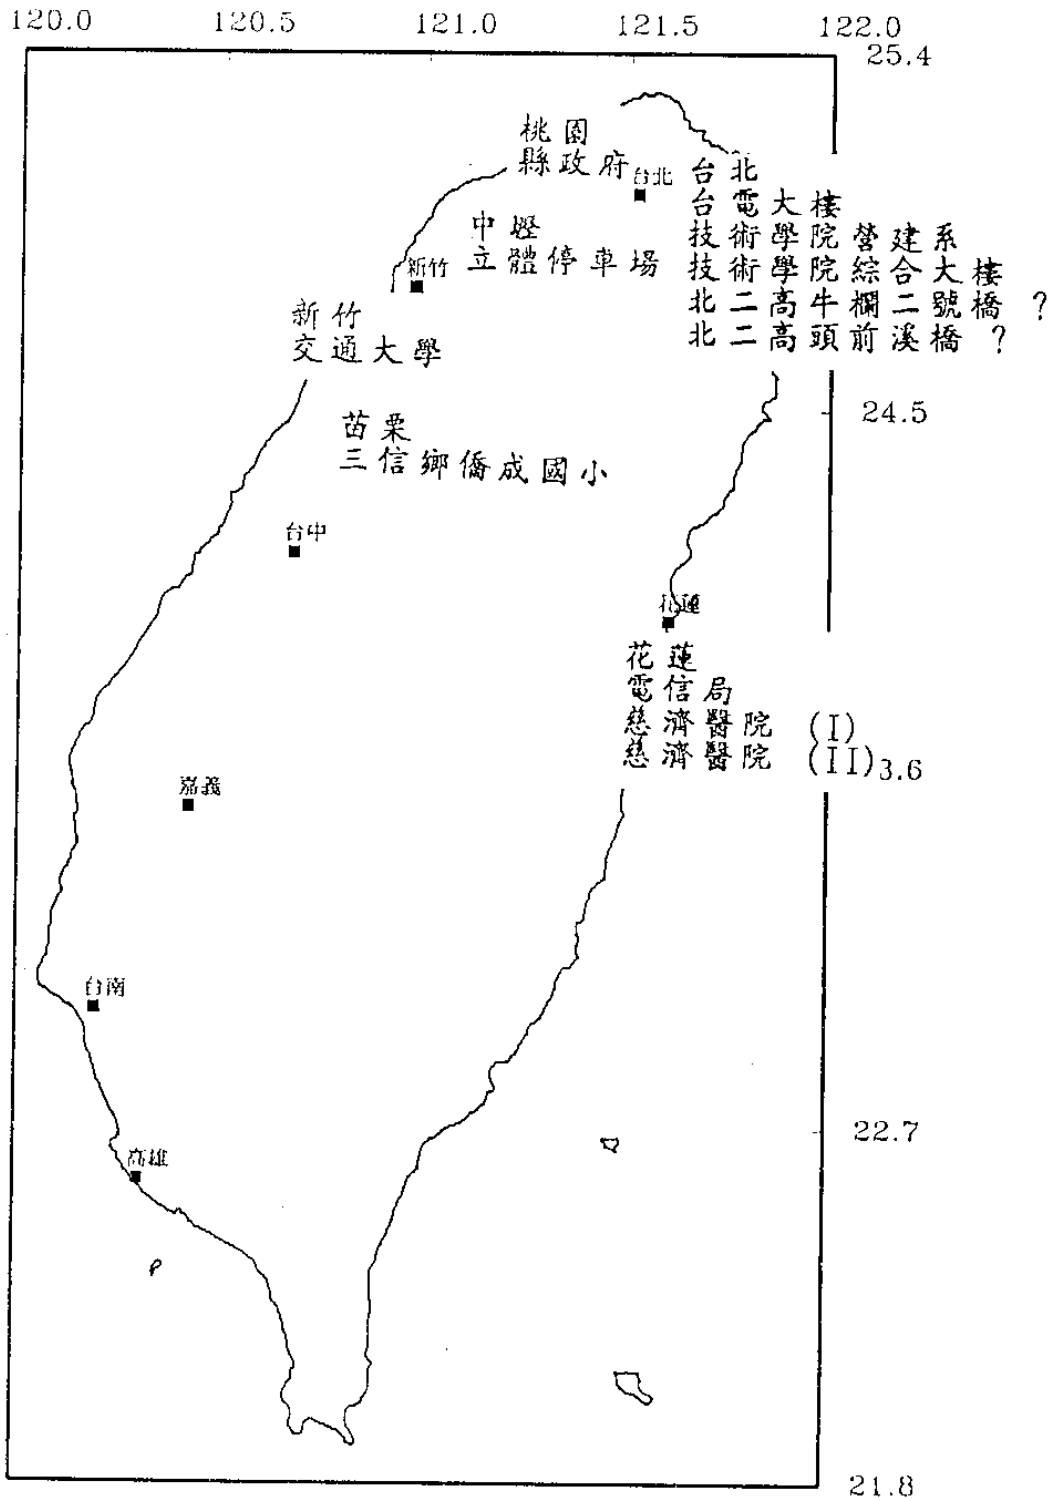 120.0 120.5 121.0 121.5 122.0
25.4
桃園
縣政府
台北
台北
台電大樓
技術學院營建系
技術學院綜合大樓
北二高牛欄二號橋 ?
北二高頭前溪橋 ?
中壢
立體停車場
新竹
新竹
交通大學
24.5
苗栗
三信鄉僑成國小
台中
花蓮
花蓮
電信局
慈濟醫院 (I)
慈濟醫院 (II)
3.6
嘉義
台南
22.7
高雄
21.8